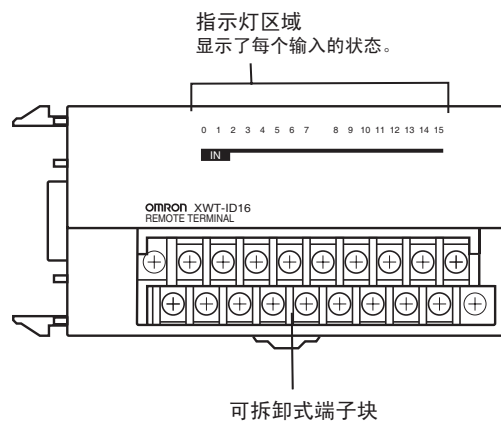 指示灯区域
显示了每个输入的状态。
0 1 2 3 4 5 6 7 8 9 10 11 12 13 14 15
IN
OMRON XWT-ID16
REMOTE TERMINAL
可拆卸式端子块